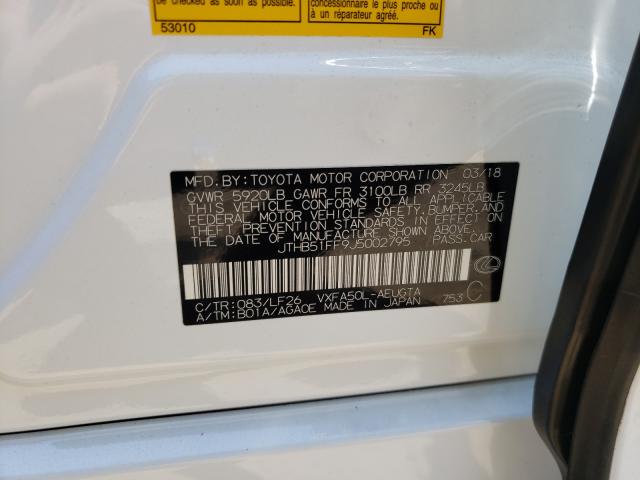 be checked as soon as possible.
53010
concessionnaire le plus proche ou
à un réparateur agréé.
FK
MFD. BY: TOYOTA MOTOR CORPORATION 03/18
GVWR 5920LB GAWR FR 3100LB RR 3245LB
THIS VEHICLE CONFORMS TO ALL APPLICABLE
FEDERAL MOTOR VEHICLE SAFETY, BUMPER, AND
THEFT PREVENTION STANDARDS IN EFFECT ON
THE DATE OF MANUFACTURE SHOWN ABOVE.
JTHB51FF9J5002795 PASS.CAR
C/TR: 083/LF26 VXFA50L-AEUGTA
A/TM: B01A/AGA0E MADE IN JAPAN 753 C